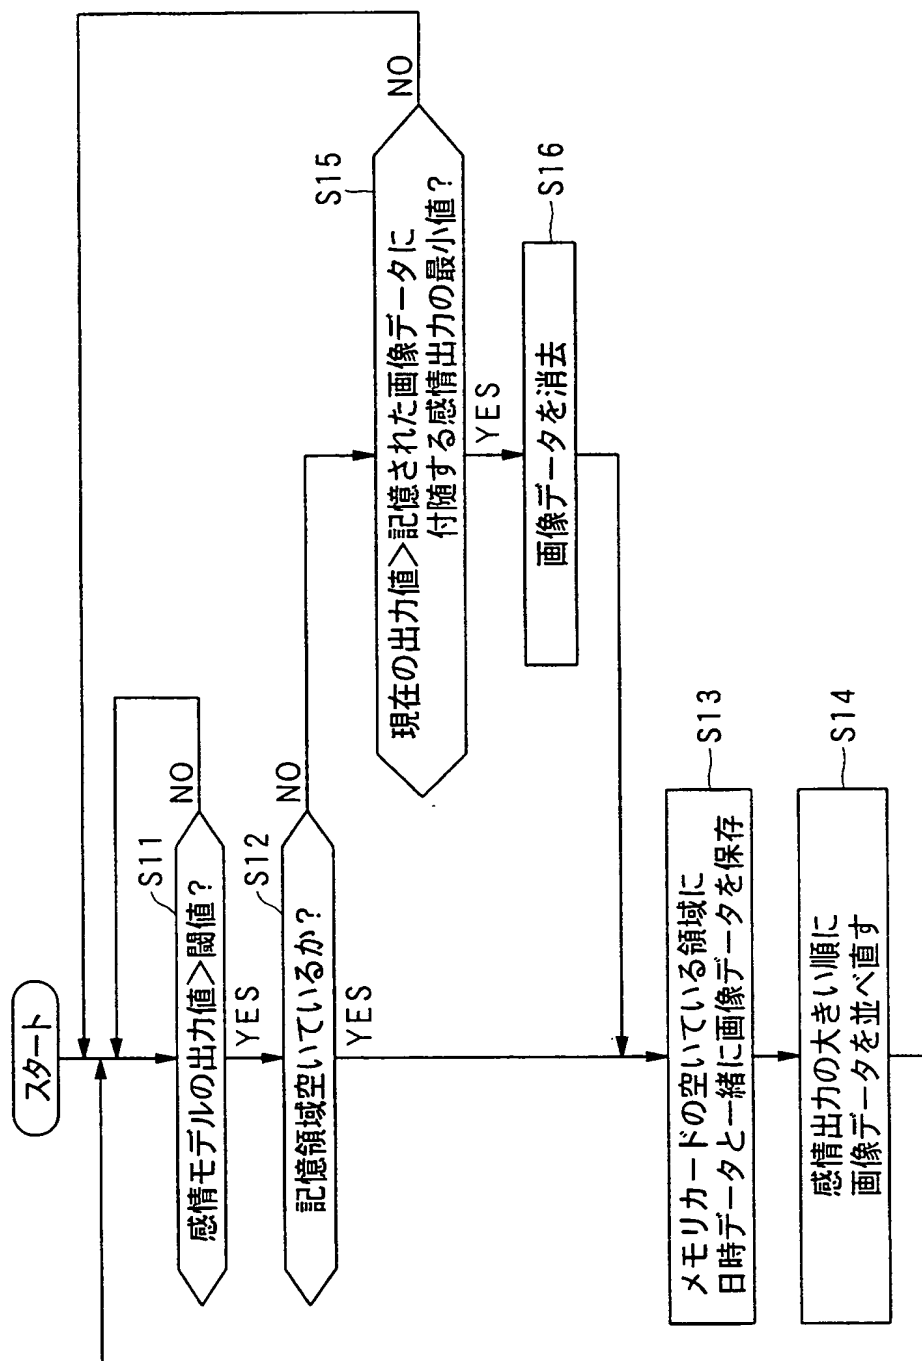 スタート
S11
感情モデルの出力値>閾値?
NO
YES
S12
記憶領域空いているか?
NO
YES
S15
現在の出力値>記憶された画像データに
付随する感情出力の最小値?
NO
YES
S16
画像データを消去
S13
メモリカードの空いている領域に
日時データと一緒に画像データを保存
S14
感情出力の大きい順に
画像データを並べ直す